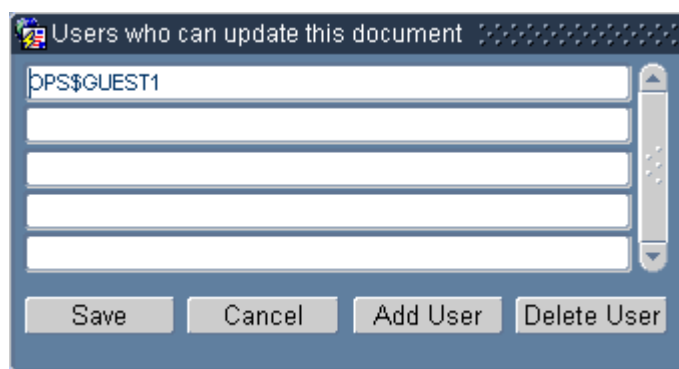 Users who can update this document
OPS$GUEST1
Save Cancel Add User Delete User